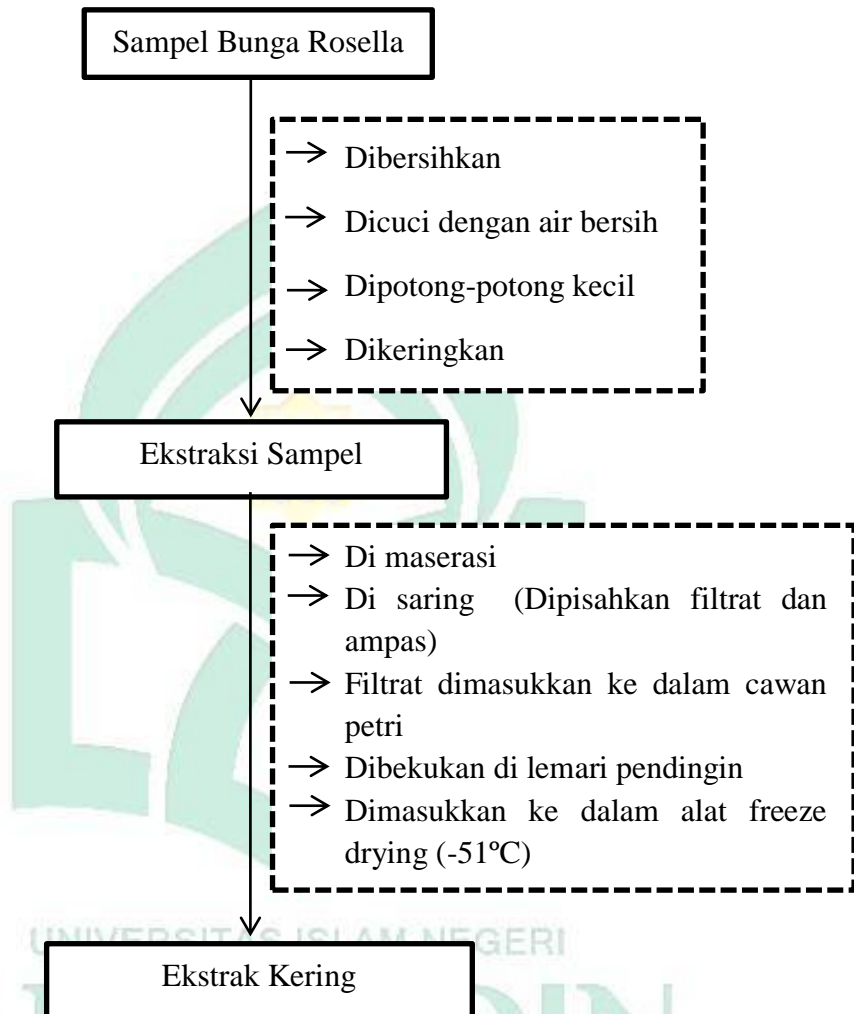 Sampel Bunga Rosella
→ Dibersihkan
→ Dicuci dengan air bersih
→ Dipotong-potong kecil
→ Dikeringkan
Ekstraksi Sampel
→ Di maserasi
→ Di saring (Dipisahkan filtrat dan
ampas)
→ Filtrat dimasukkan ke dalam cawan
petri
→ Dibekukan di lemari pendingin
→ Dimasukkan ke dalam alat freeze
drying (-51ºC)
UNIVERSITAS ISLAM NEGERI
Ekstrak Kering